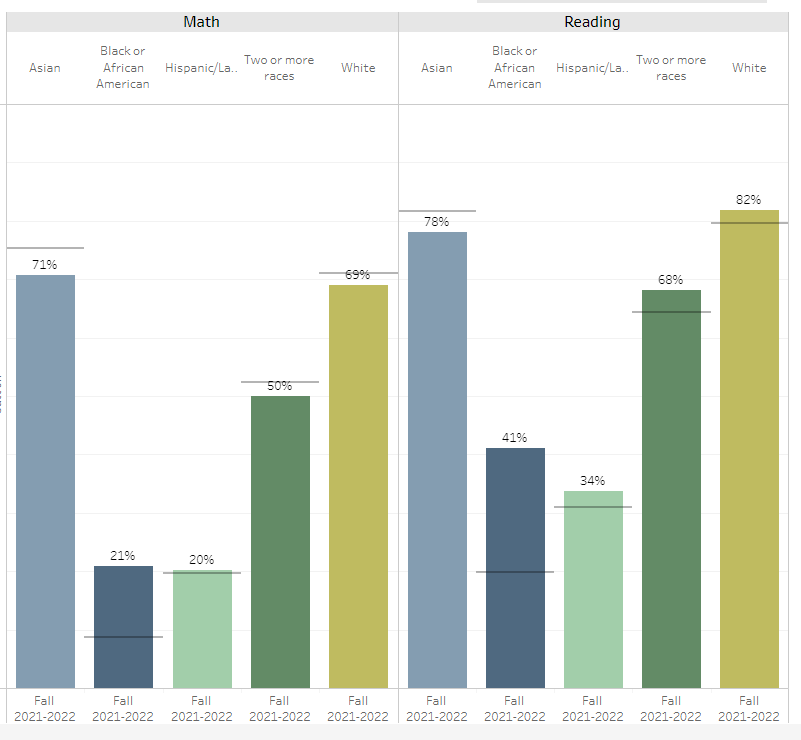 Math Reading
Asian
Black or
African
American
Hispanic/La..
Two or more
races
White
Asian
Black or
African
American
Hispanic/La..
Two or more
races
White
71%
21%
20%
50%
69%
78%
41%
34%
68%
82%
Fall
2021-2022
Fall
2021-2022
Fall
2021-2022
Fall
2021-2022
Fall
2021-2022
Fall
2021-2022
Fall
2021-2022
Fall
2021-2022
Fall
2021-2022
Fall
2021-2022